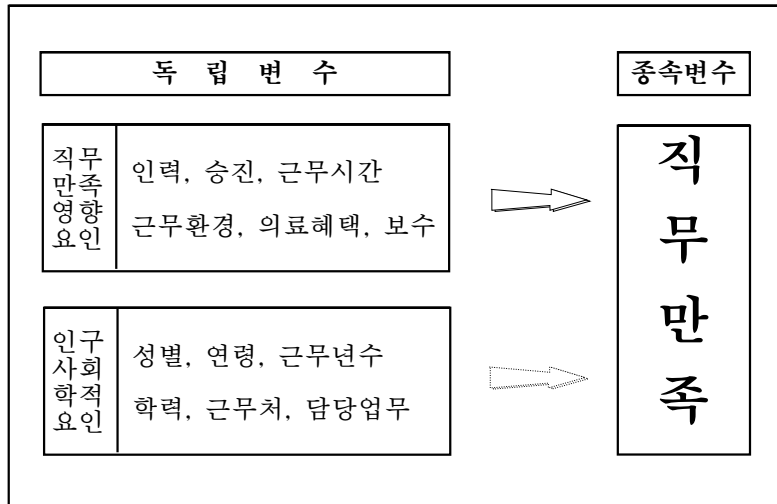 독 립 변 수
종속변수
직무
만족
영향
요인
인력, 승진, 근무시간
근무환경, 의료혜택, 보수
인구
사회
학적
요인
성별, 연령, 근무년수
학력, 근무처, 담당업무
직
무
만
족